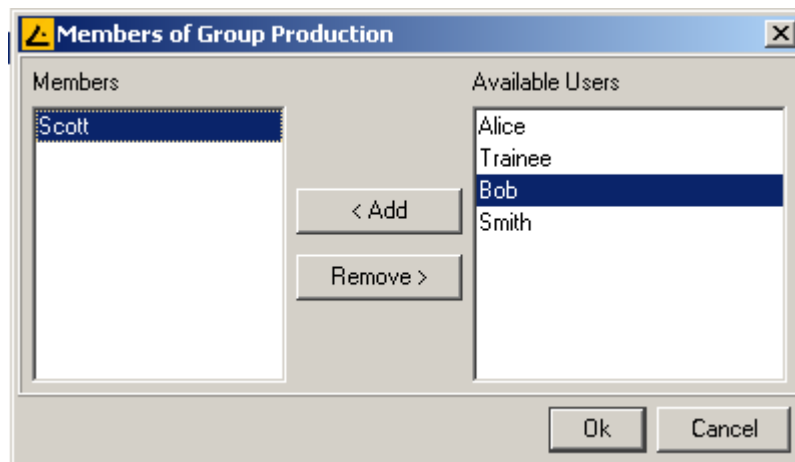 Members of Group Production
Members
Scott
< Add
Remove >
Available Users
Alice
Trainee
Bob
Smith
Ok
Cancel